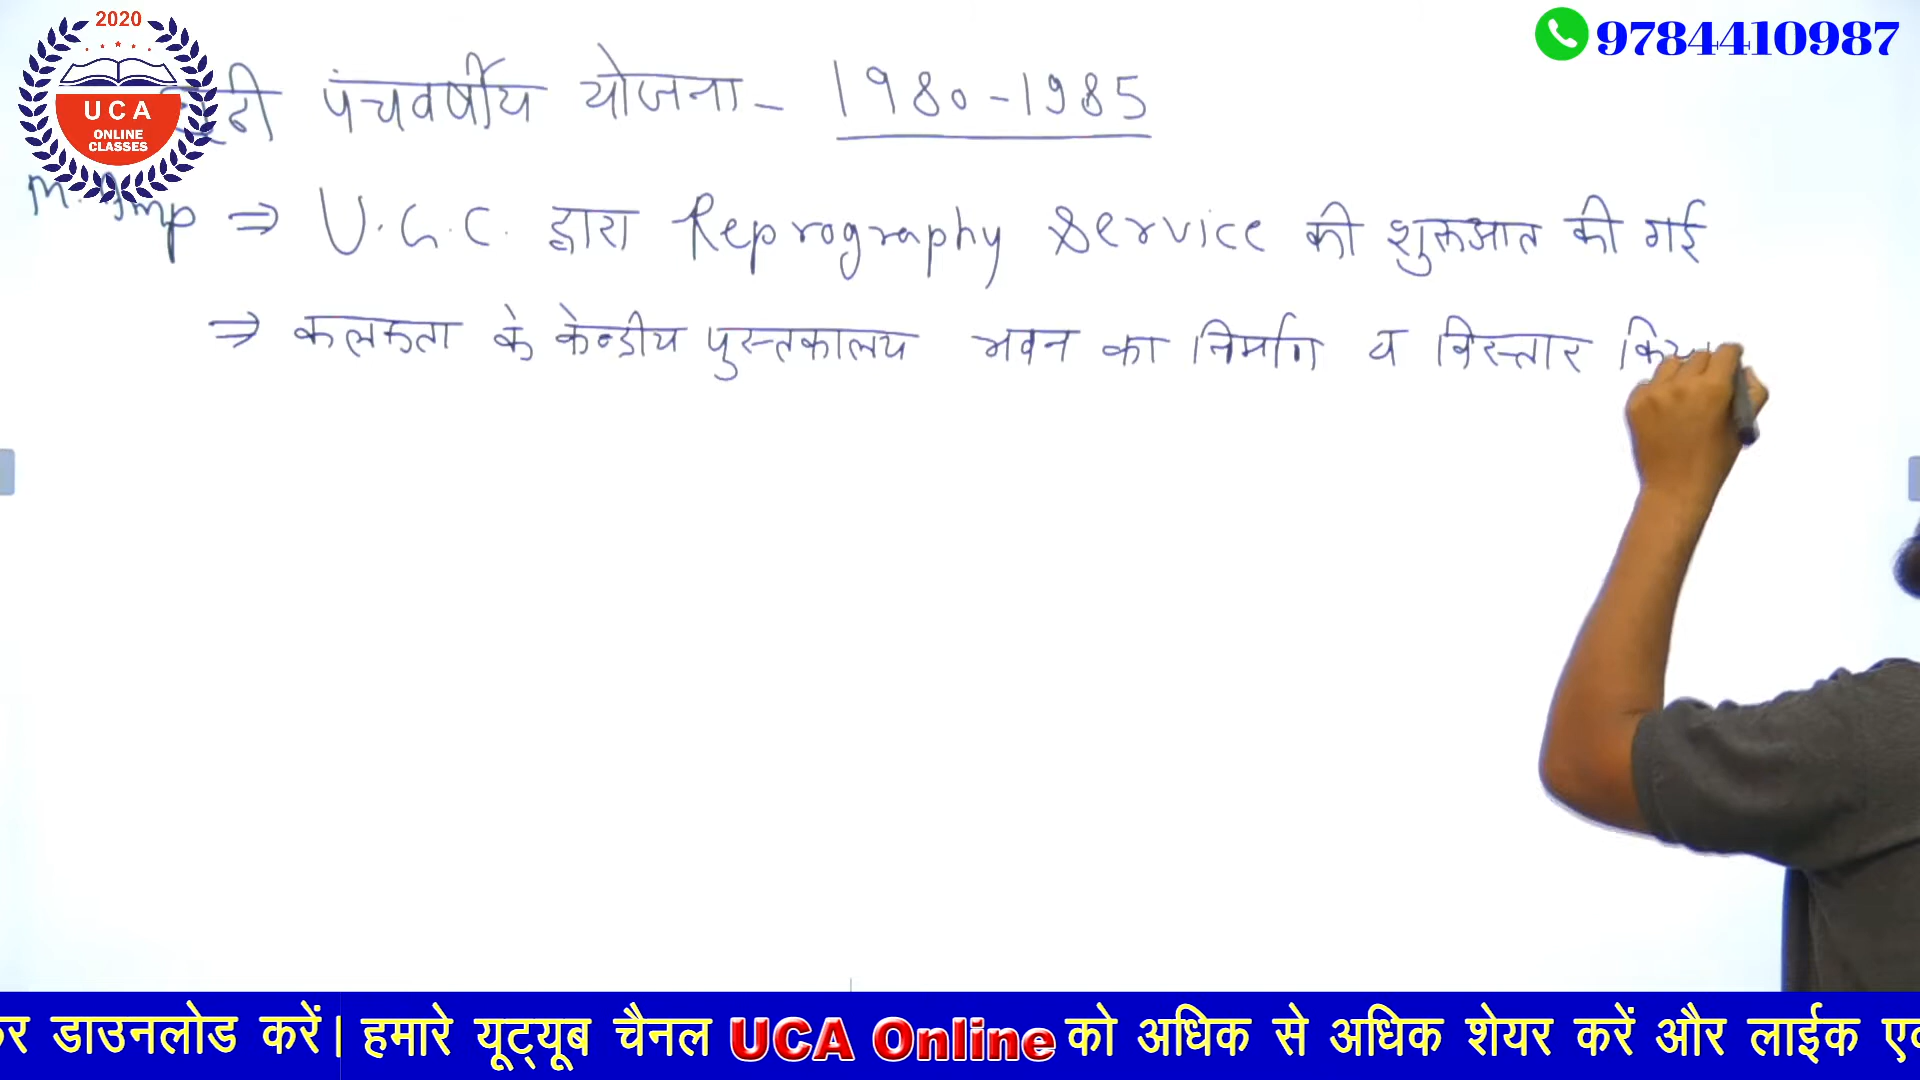 2020
UCA
ONLINE
CLASSES
9784410987
पंचवर्षीय योजना - 1980-1985
M. Imp ⇒ U.G.C. द्वारा Reprography Service की शुरुआत की गई
⇒ कलकता के केन्द्रीय पुस्तकालय भवन का निर्माण व विस्तार
डाउनलोड करें| हमारे यूट्यूब चैनल UCA Online को अधिक से अधिक शेयर करें और लाईक